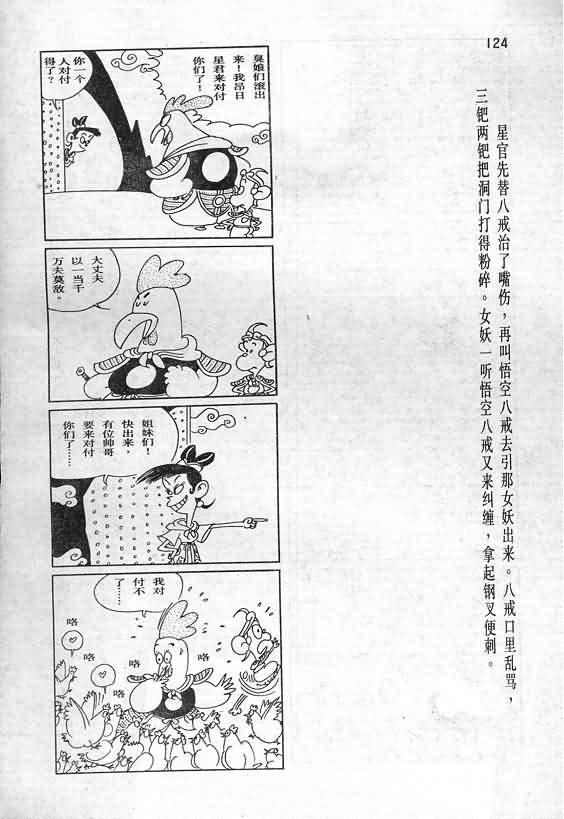 124
星官先替八戒治了嘴伤，再叫悟空八戒去引那女妖出来。八戒口里乱骂，
三钯两钯把洞门打得粉碎。女妖一听悟空八戒又来纠缠，拿起钢叉便刺。
臭娘们滚出
来！我昂日
星君来对付
你们了！
你一个
人对付
得了？
大丈夫
以一当千
万夫莫敌。
姐妹们！
快出来，
有位帅哥
要来对付
你们了……
我对
付不
了……
咯
咯
咯
咯